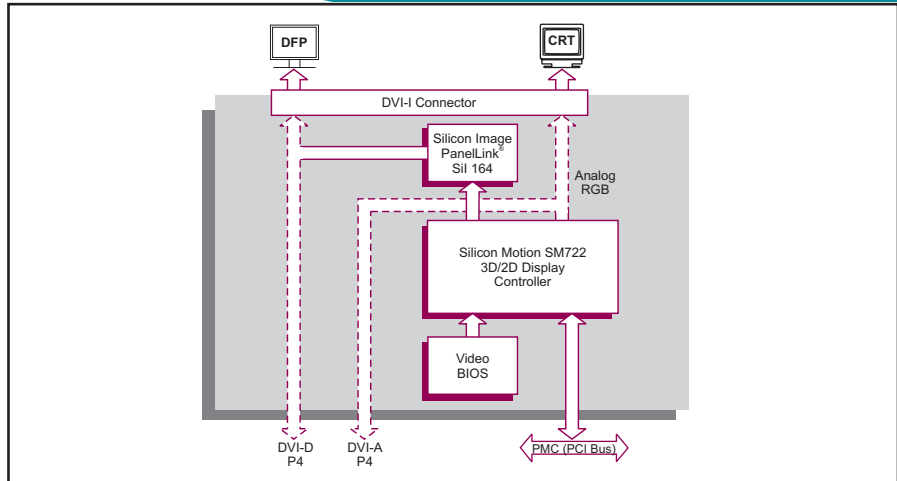 DFP
CRT
DVI-I Connector
Silicon Image
PanelLink®
SiI 164
Analog
RGB
Silicon Motion SM722
3D/2D Display
Controller
Video
BIOS
DVI-D
P4
DVI-A
P4
PMC (PCI Bus)